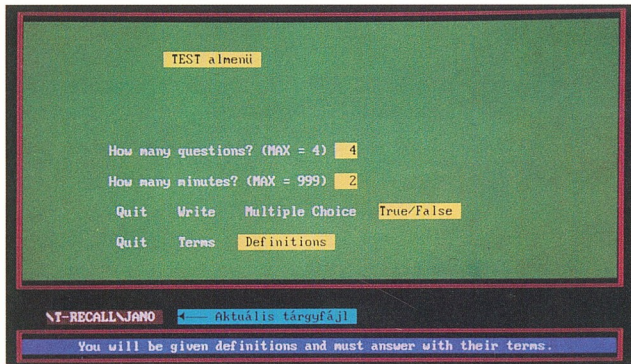 TEST almenü
How many questions? (MAX = 4) 4
How many minutes? (MAX = 999) 2
Quit Write Multiple Choice True/False
Quit Terms Definitions
\T-RECALL\JANO ◄—— Aktuális tárgyfájl
You will be given definitions and must answer with their terms.